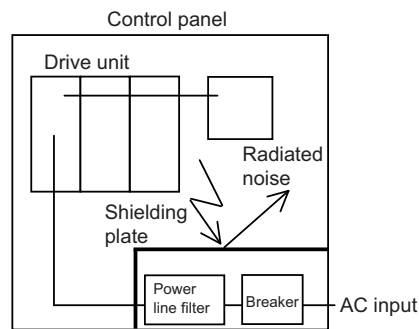 Control panel
Drive unit
Radiated
noise
Shielding
plate
Power
line filter
Breaker
AC input